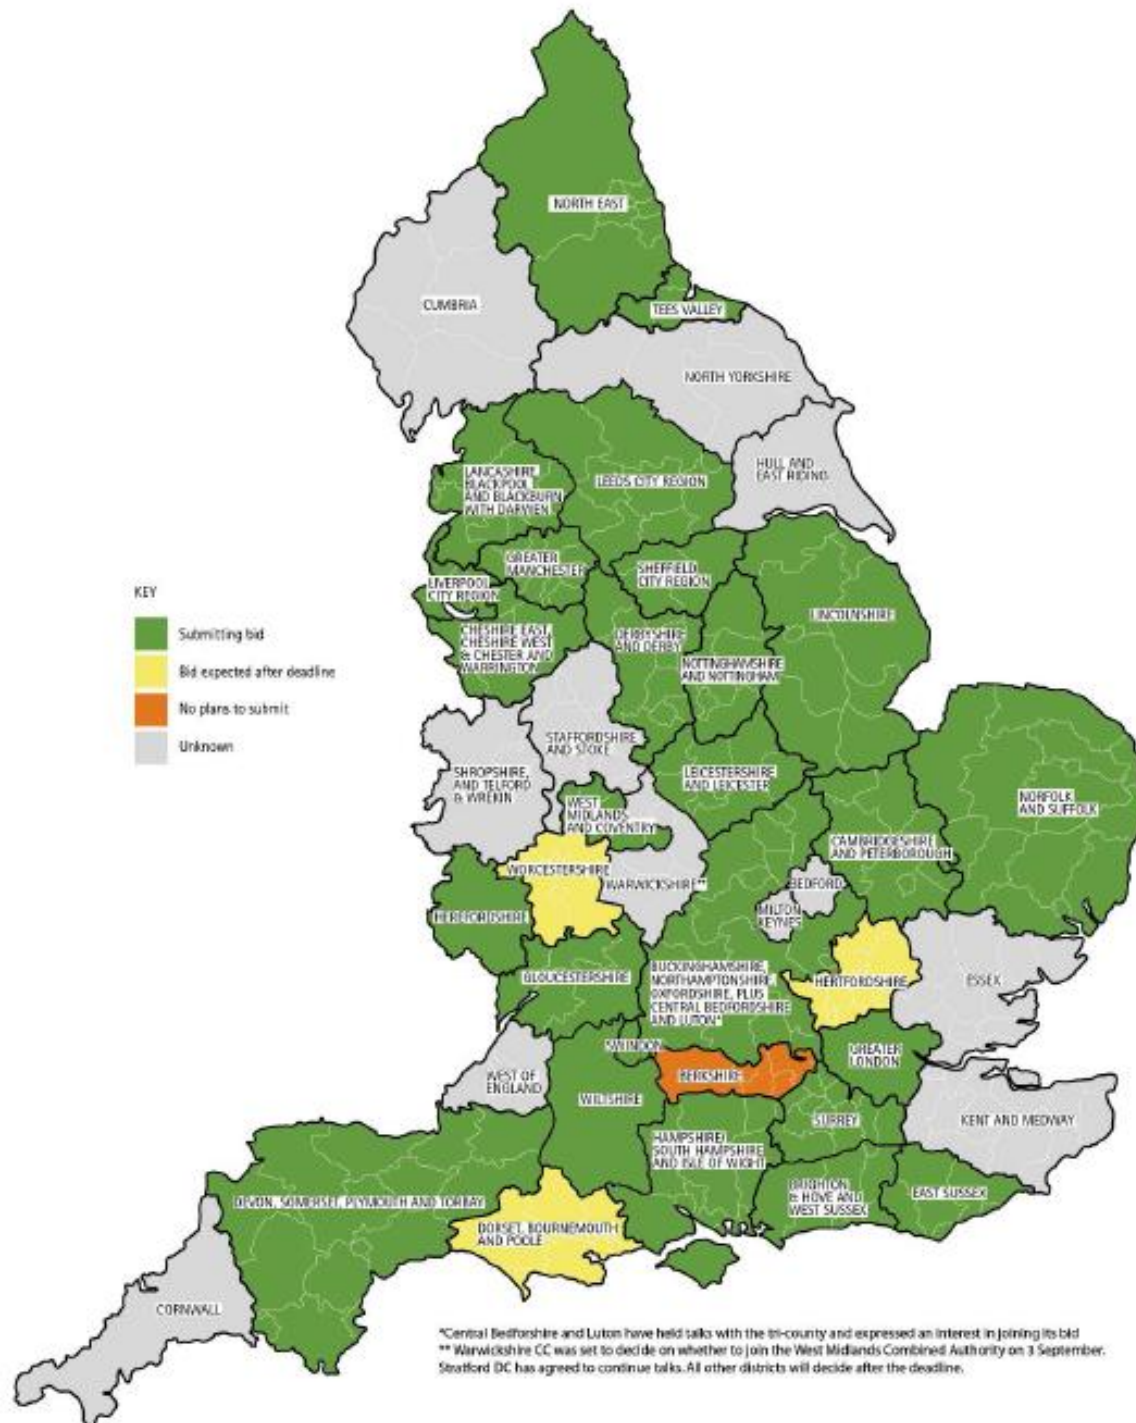 NORTH EAST
CUMBRIA
TEES VALLEY
NORTH YORKSHIRE
HULL AND
EAST RIDING
LANCASHIRE,
BLACKPOOL
AND BLACKBURN
WITH DARWEN
LEEDS CITY REGION
GREATER
MANCHESTER
SHEFFIELD
CITY REGION
LIVERPOOL
CITY REGION
KEY
Submitting bid
Bid expected after deadline
No plans to submit
Unknown
LINCOLNSHIRE
CHESHIRE EAST,
CHESHIRE WEST
& CHESTER AND
WARRINGTON
DERBYSHIRE
AND DERBY
NOTTINGHAMSHIRE
AND NOTTINGHAM
STAFFORDSHIRE
AND STOKE
SHROPSHIRE,
AND TELFORD
& WREKIN
LEICESTERSHIRE
AND LEICESTER
NORFOLK
AND SUFFOLK
WEST
MIDLANDS
AND COVENTRY
CAMBRIDGESHIRE
AND PETERBOROUGH
WORCESTERSHIRE
WARWICKSHIRE**
BEDFORD
MILTON
KEYNES
GLOUCESTERSHIRE
BUCKINGHAMSHIRE,
NORTHAMPTONSHIRE,
OXFORDSHIRE, PLUS
CENTRAL BEDFORDSHIRE
AND LUTON*
HERTFORDSHIRE
ESSEX
SWINDON
GREATER
LONDON
WEST OF
ENGLAND
BERKSHIRE
WILTSHIRE
SURREY
KENT AND MEDWAY
HAMPSHIRE/
SOUTH HAMPSHIRE
AND ISLE OF WIGHT
BRIGHTON
& HOVE AND
WEST SUSSEX
EAST SUSSEX
DEVON, SOMERSET, PLYMOUTH AND TORBAY
DORSET, BOURNEMOUTH
AND POOLE
CORNWALL
*Central Bedforshire and Luton have held talks with the tri-county and expressed an interest in joining its bid
** Warwickshire CC was set to decide on whether to join the West Midlands Combined Authority on 3 September.
Stratford DC has agreed to continue talks. All other districts will decide after the deadline.